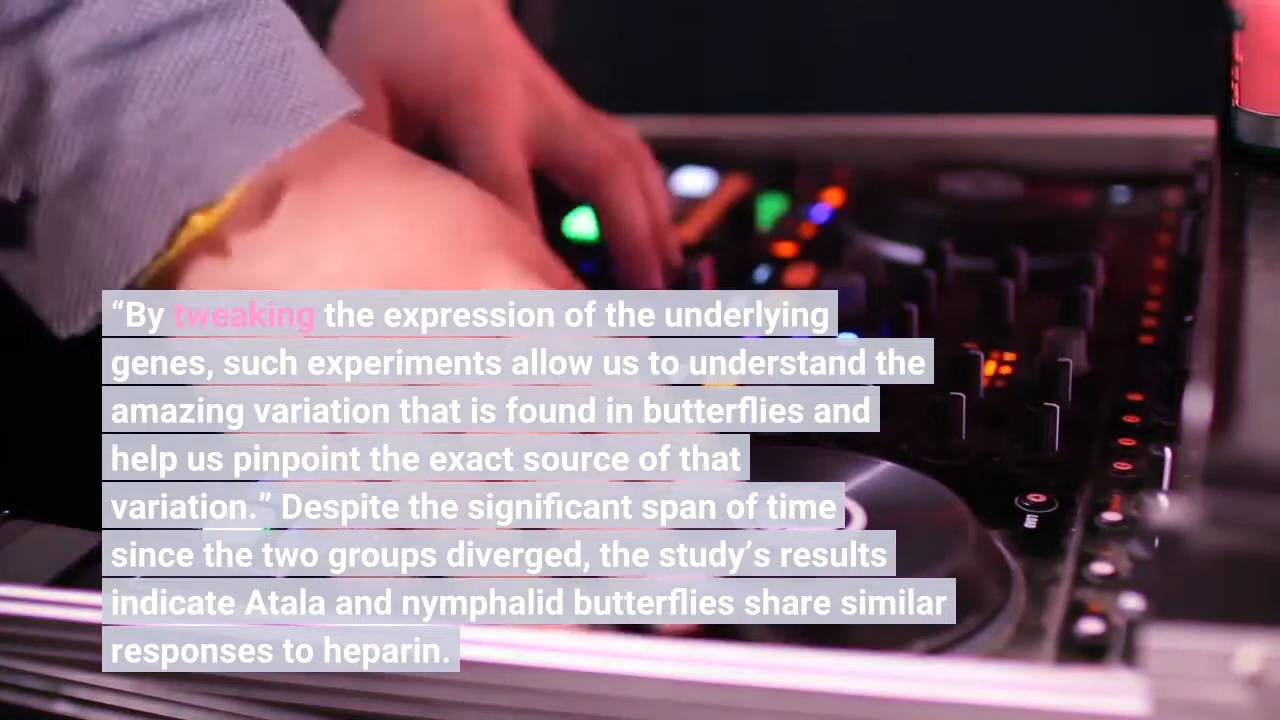 “By tweaking the expression of the underlying
genes, such experiments allow us to understand the
amazing variation that is found in butterflies and
help us pinpoint the exact source of that
variation.” Despite the significant span of time
since the two groups diverged, the study’s results
indicate Atala and nymphalid butterflies share similar
responses to heparin.